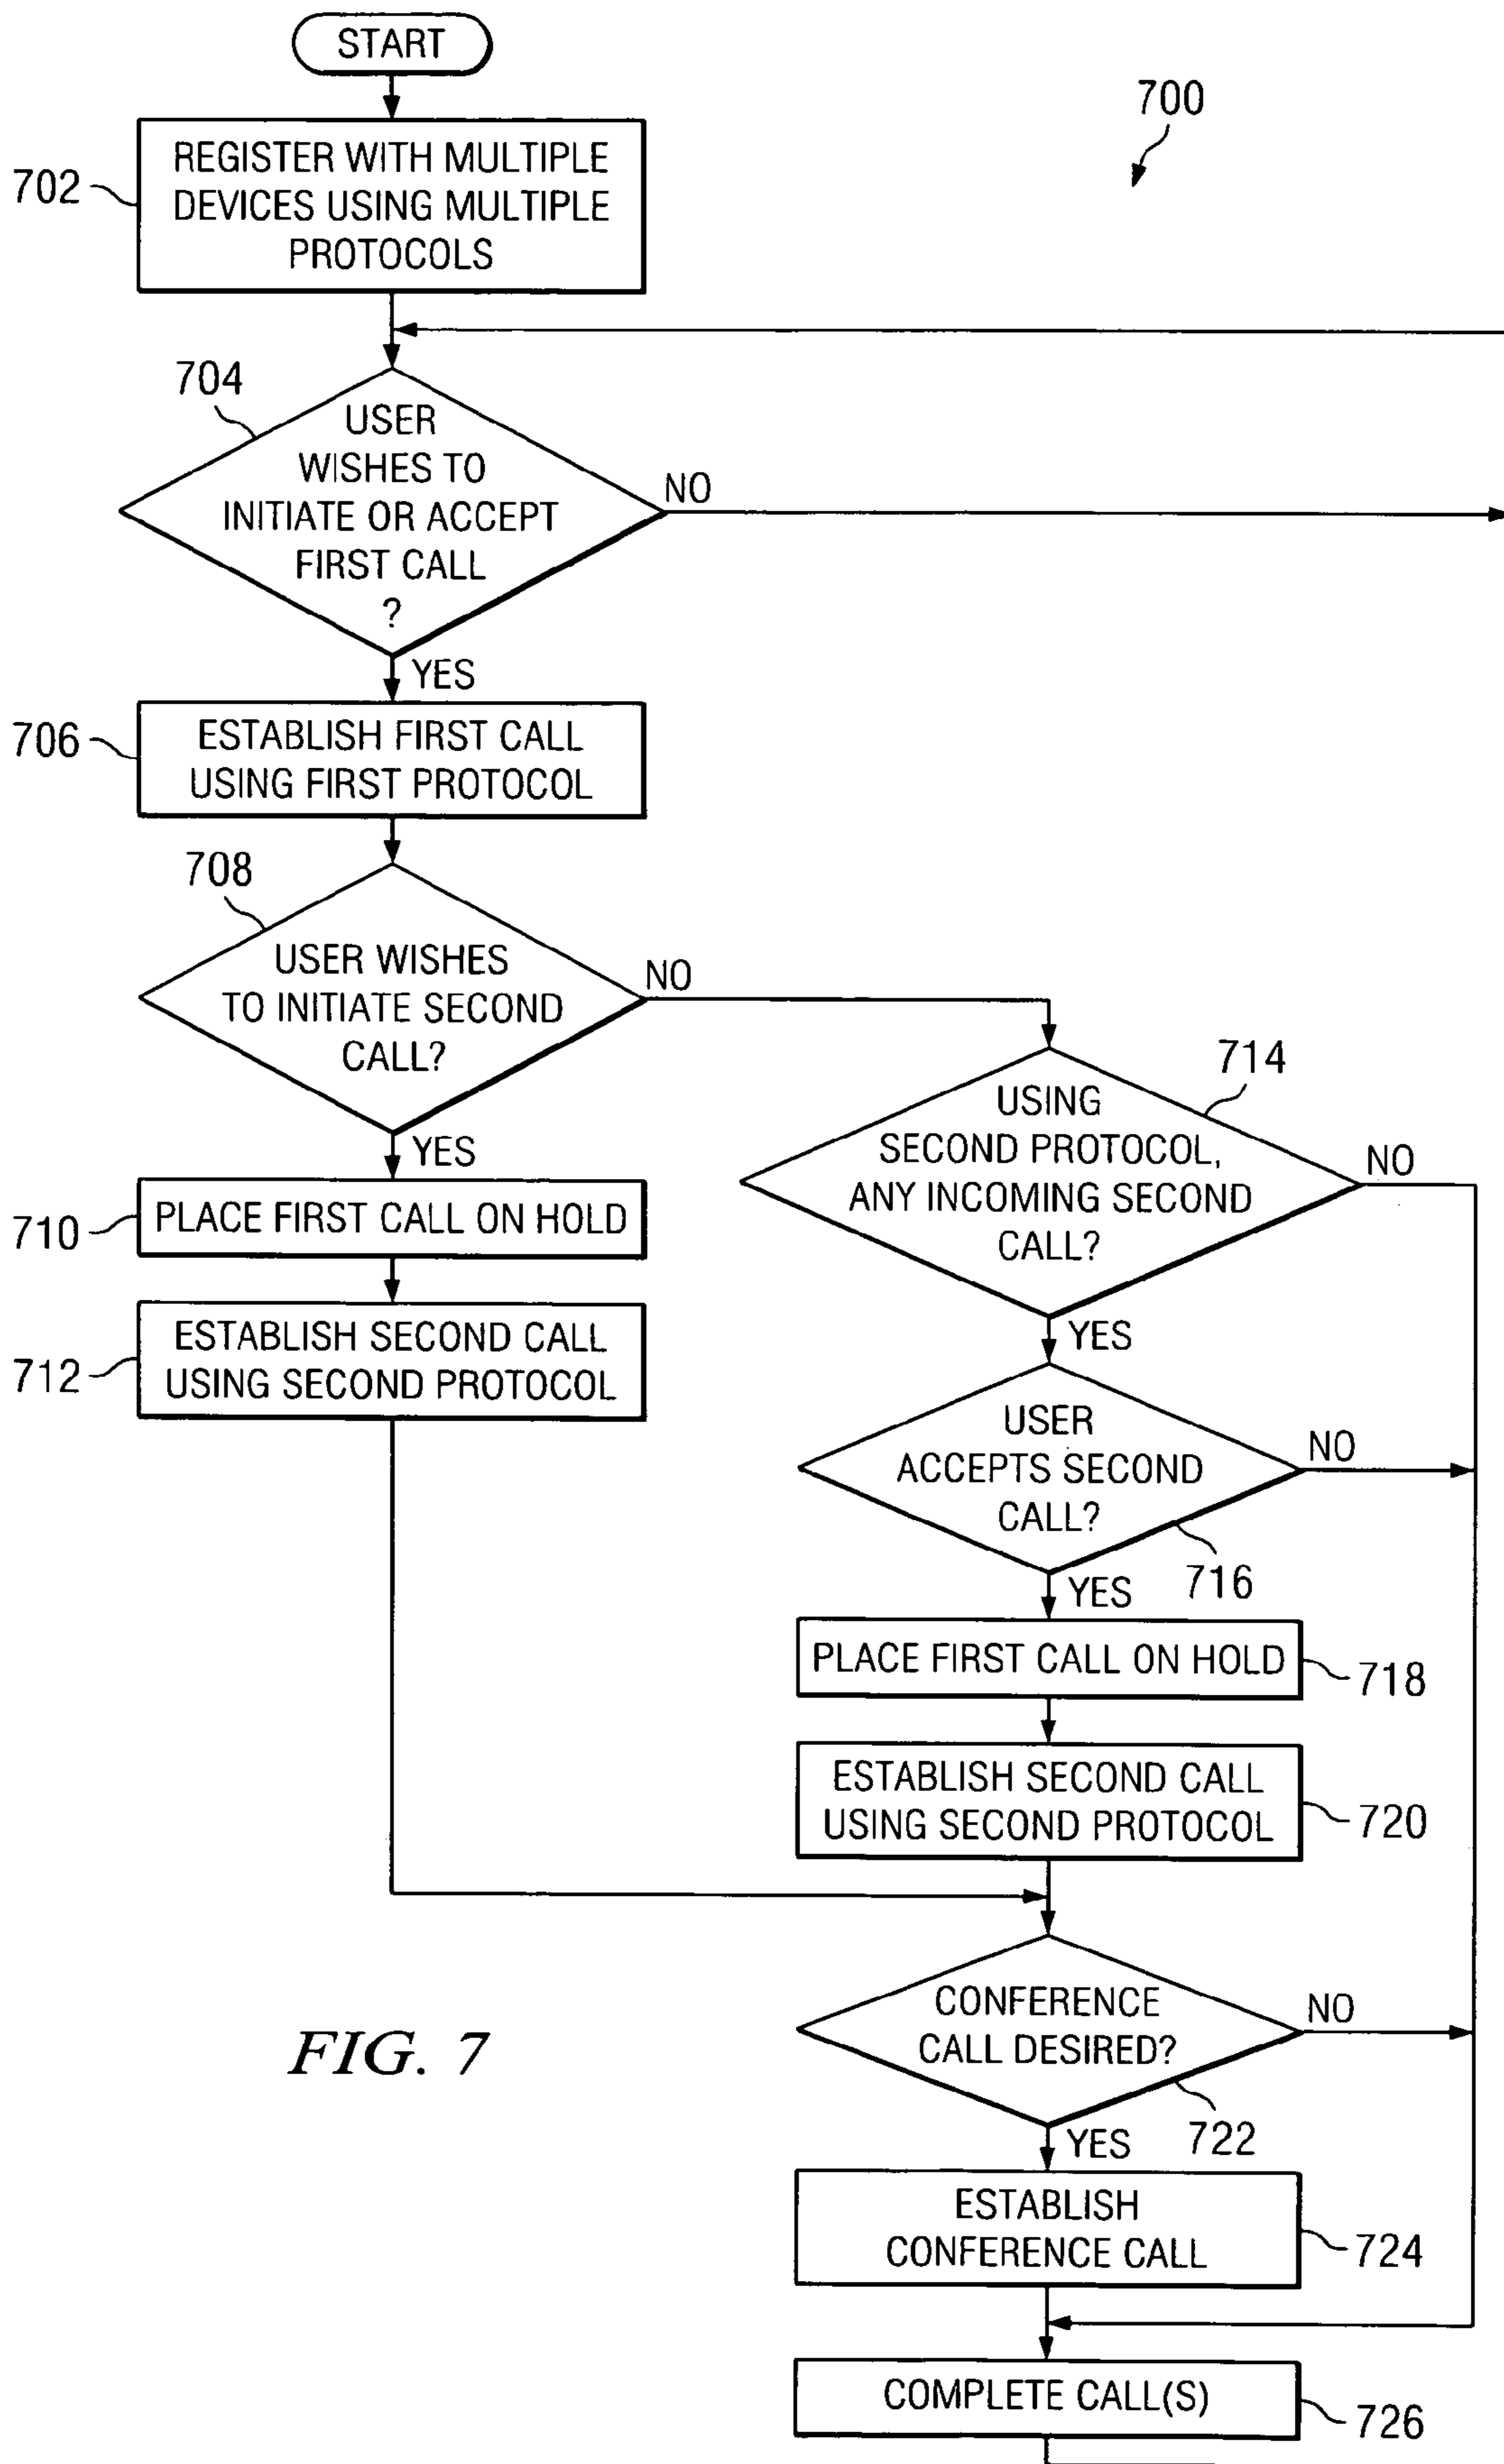 START
700
702
REGISTER WITH MULTIPLE
DEVICES USING MULTIPLE
PROTOCOLS
704
USER
WISHES TO
INITIATE OR ACCEPT
FIRST CALL
?
NO
YES
706
ESTABLISH FIRST CALL
USING FIRST PROTOCOL
708
USER WISHES
TO INITIATE SECOND
CALL?
NO
YES
710
PLACE FIRST CALL ON HOLD
712
ESTABLISH SECOND CALL
USING SECOND PROTOCOL
714
USING
SECOND PROTOCOL,
ANY INCOMING SECOND
CALL?
NO
YES
USER
ACCEPTS SECOND
CALL?
NO
716
YES
PLACE FIRST CALL ON HOLD
718
ESTABLISH SECOND CALL
USING SECOND PROTOCOL
720
CONFERENCE
CALL DESIRED?
NO
722
YES
ESTABLISH
CONFERENCE CALL
724
COMPLETE CALL(S)
726
FIG. 7